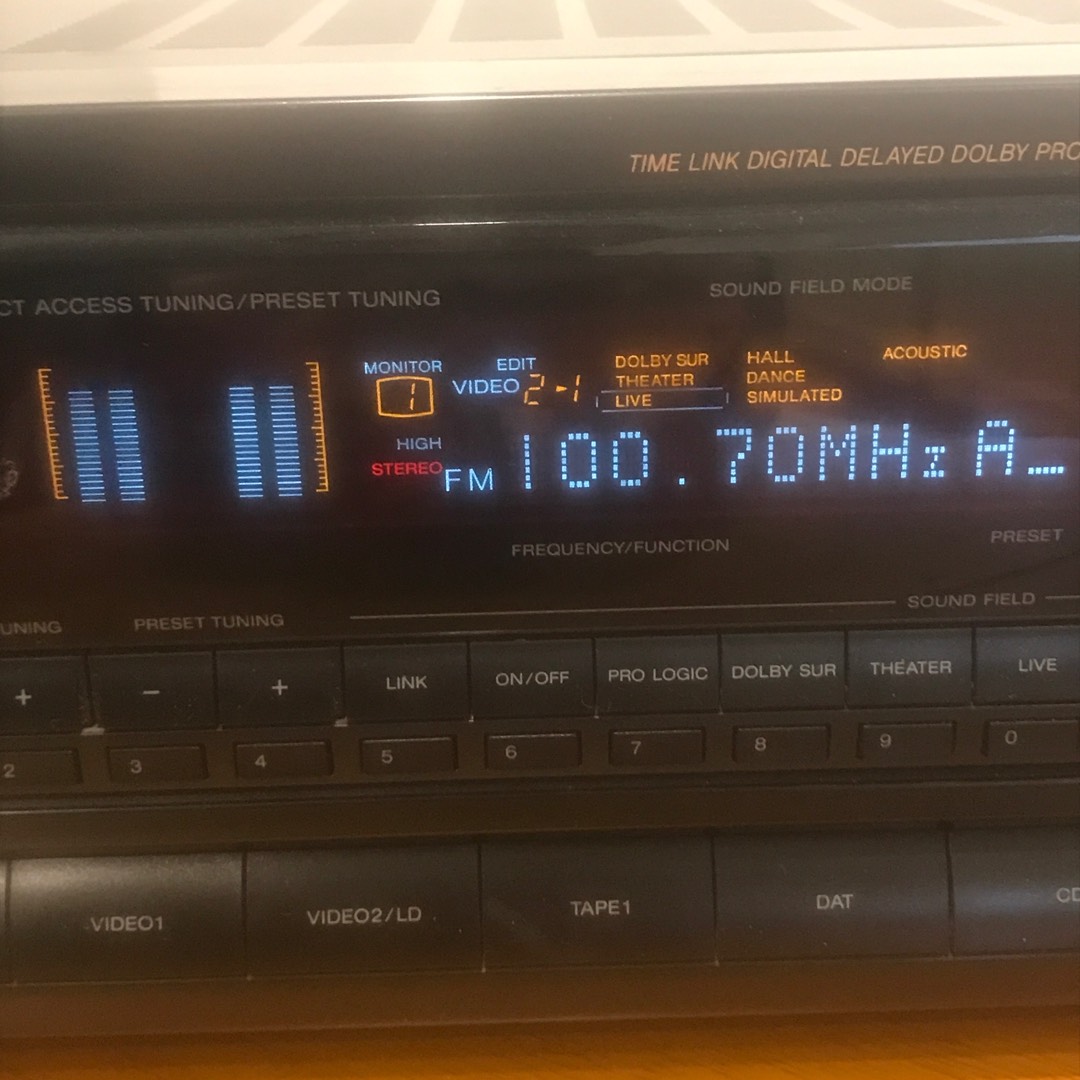 TIME LINK DIGITAL DELAYED DOLBY PRO
CT ACCESS TUNING/PRESET TUNING
SOUND FIELD MODE
MONITOR
1
EDIT
VIDEO 2▸1
DOLBY SUR
THEATER
LIVE
HALL
DANCE
SIMULATED
ACOUSTIC
HIGH
STEREO
FM 100.70MHz A__
FREQUENCY/FUNCTION
PRESET
UNING
PRESET TUNING
SOUND FIELD
+ − + LINK ON/OFF PRO LOGIC DOLBY SUR THEATER LIVE
2 3 4 5 6 7 8 9 0
VIDEO1 VIDEO2/LD TAPE1 DAT CD